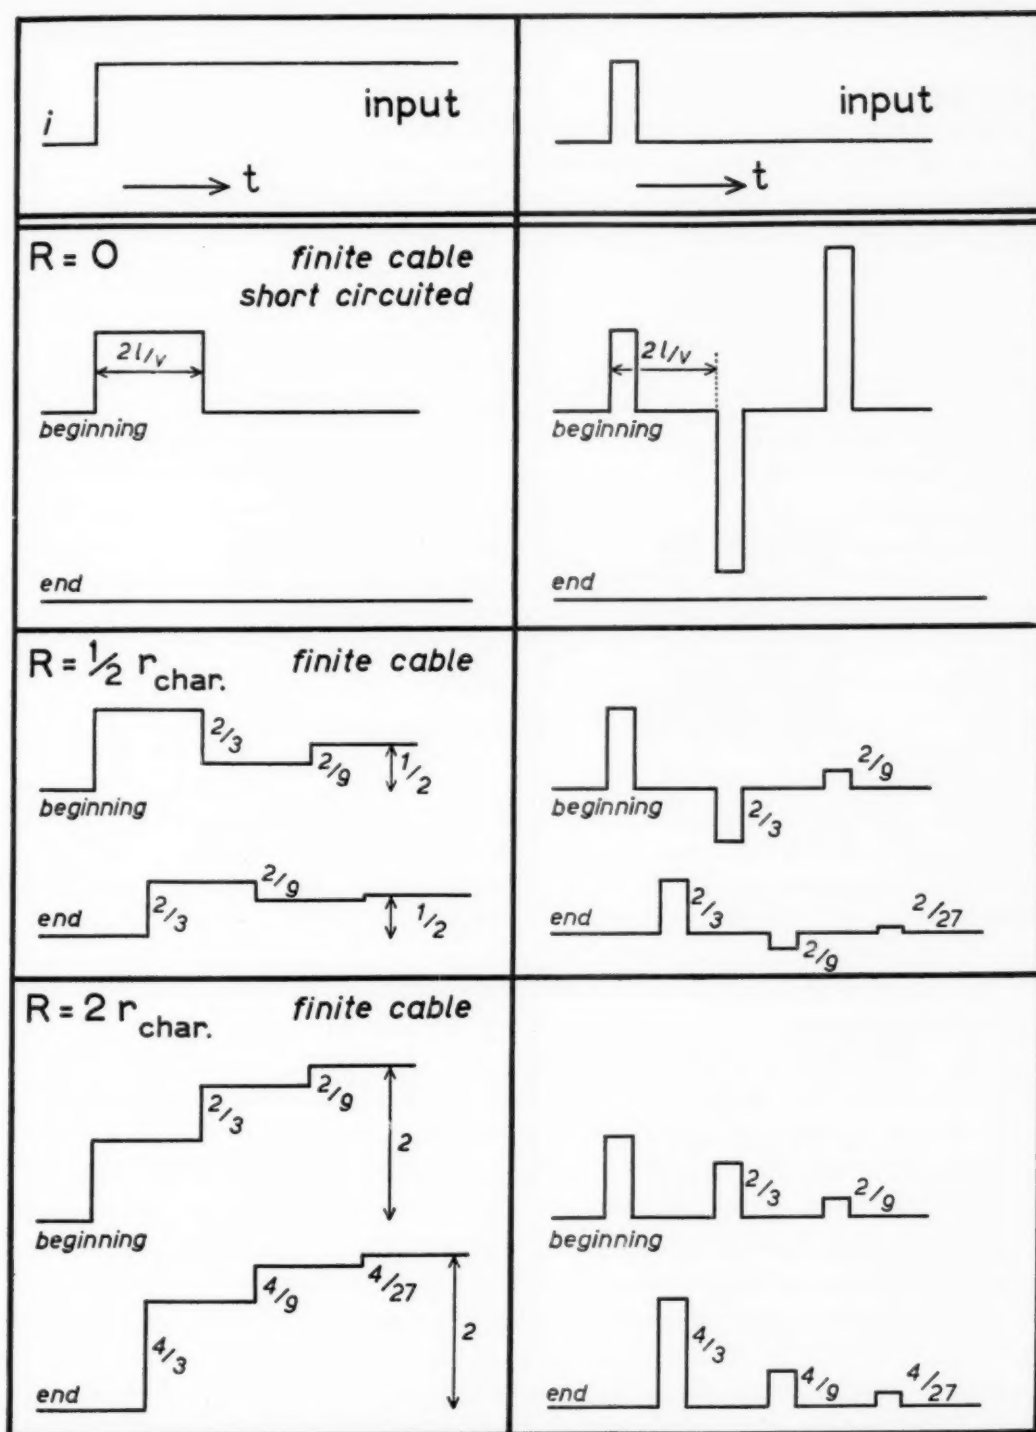 i
input
t
input
t
R = 0
finite cable
short circuited
2l/v
beginning
end
2l/v
beginning
end
R = 1/2 r char.
finite cable
2/3
2/9
1/2
beginning
2/9
end
2/3
1/2
2/9
beginning
2/3
end
2/3
2/27
2/9
R = 2 r char.
finite cable
2/9
2/3
2
beginning
4/9
4/27
2
4/3
end
2/3
2/9
beginning
4/3
4/9
4/27
end